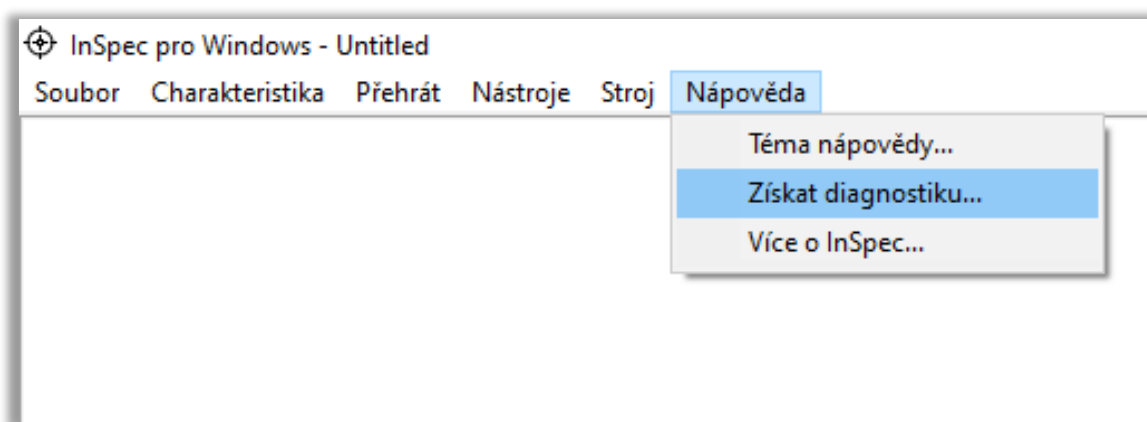 InSpec pro Windows - Untitled
Soubor Charakteristika Přehrát Nástroje Stroj Nápověda
Téma nápovědy...
Získat diagnostiku...
Více o InSpec...